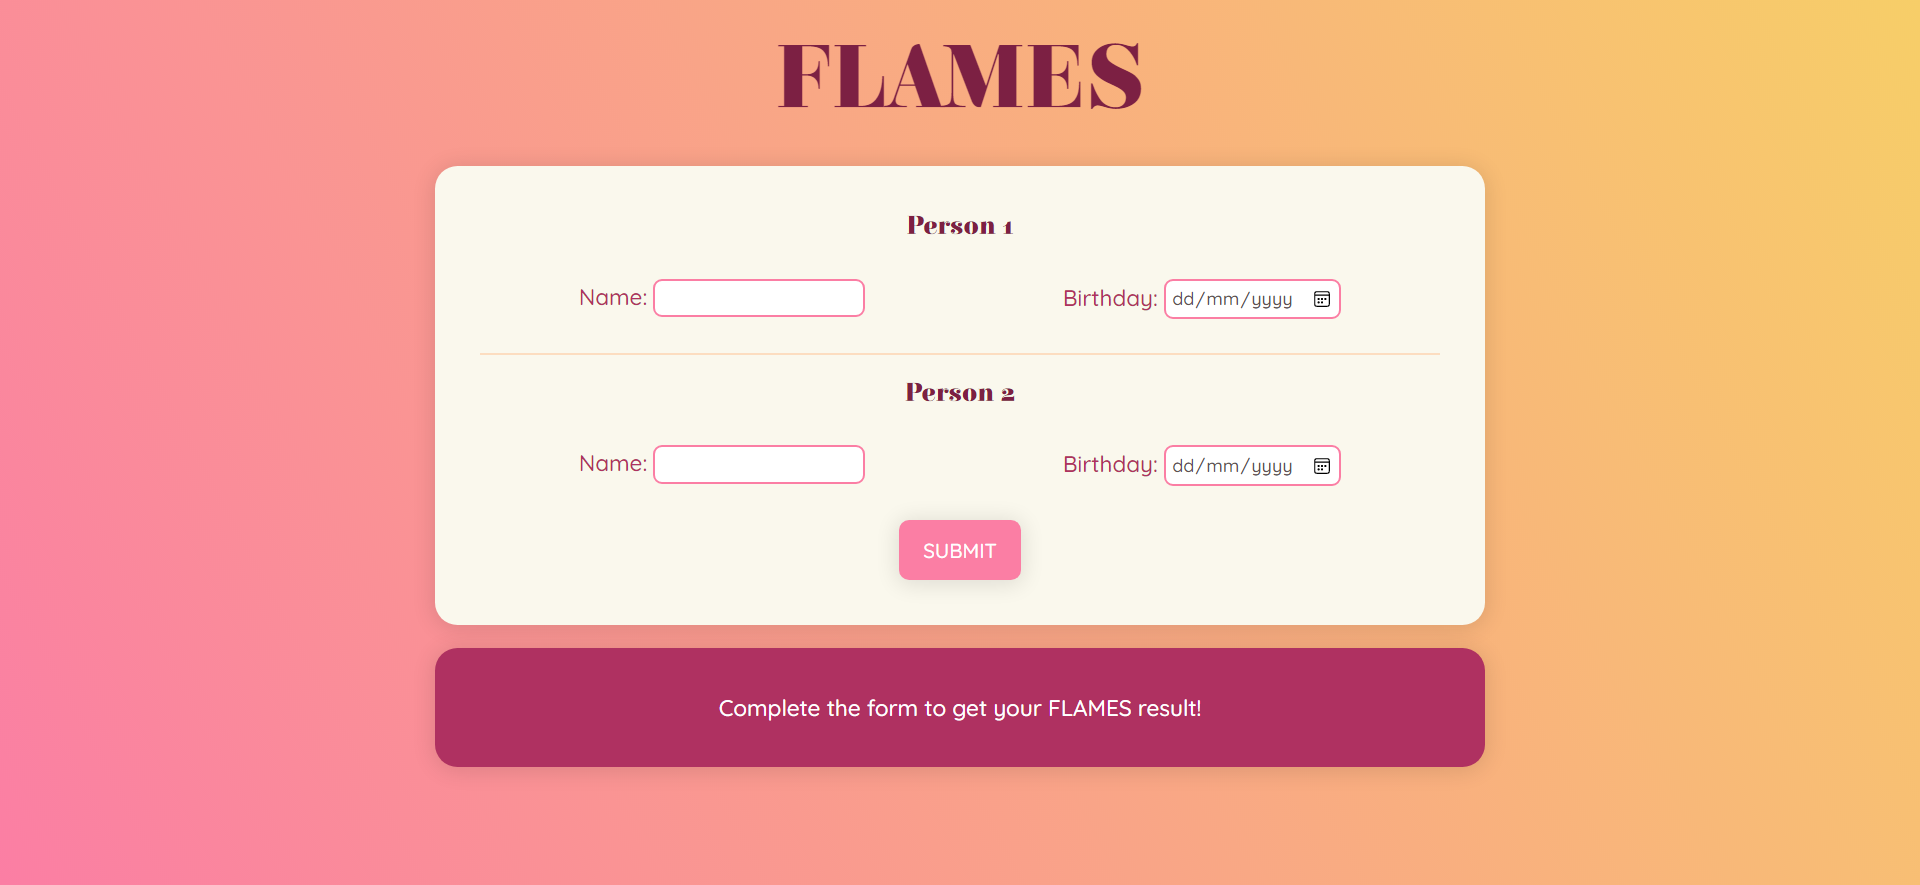 FLAMES
Person 1
Name:
Birthday: dd/mm/yyyy
Person 2
Name:
Birthday: dd/mm/yyyy
SUBMIT
Complete the form to get your FLAMES result!